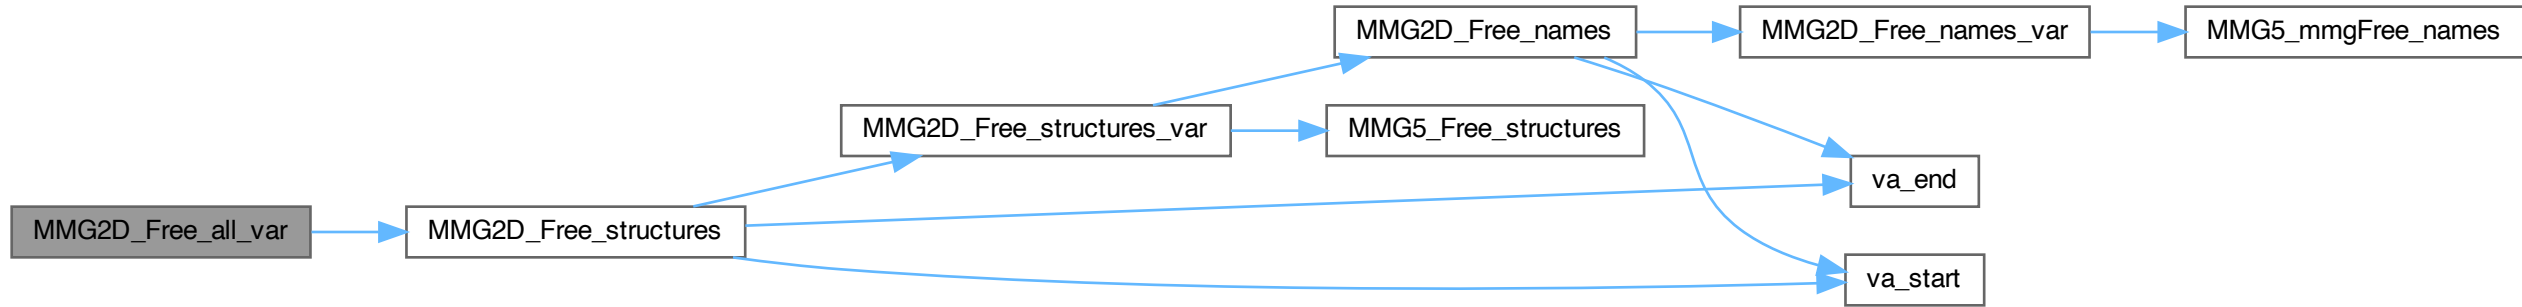 MMG2D_Free_all_var
MMG2D_Free_structures
MMG2D_Free_structures_var
MMG2D_Free_names
MMG2D_Free_names_var
MMG5_mmgFree_names
MMG5_Free_structures
va_end
va_start